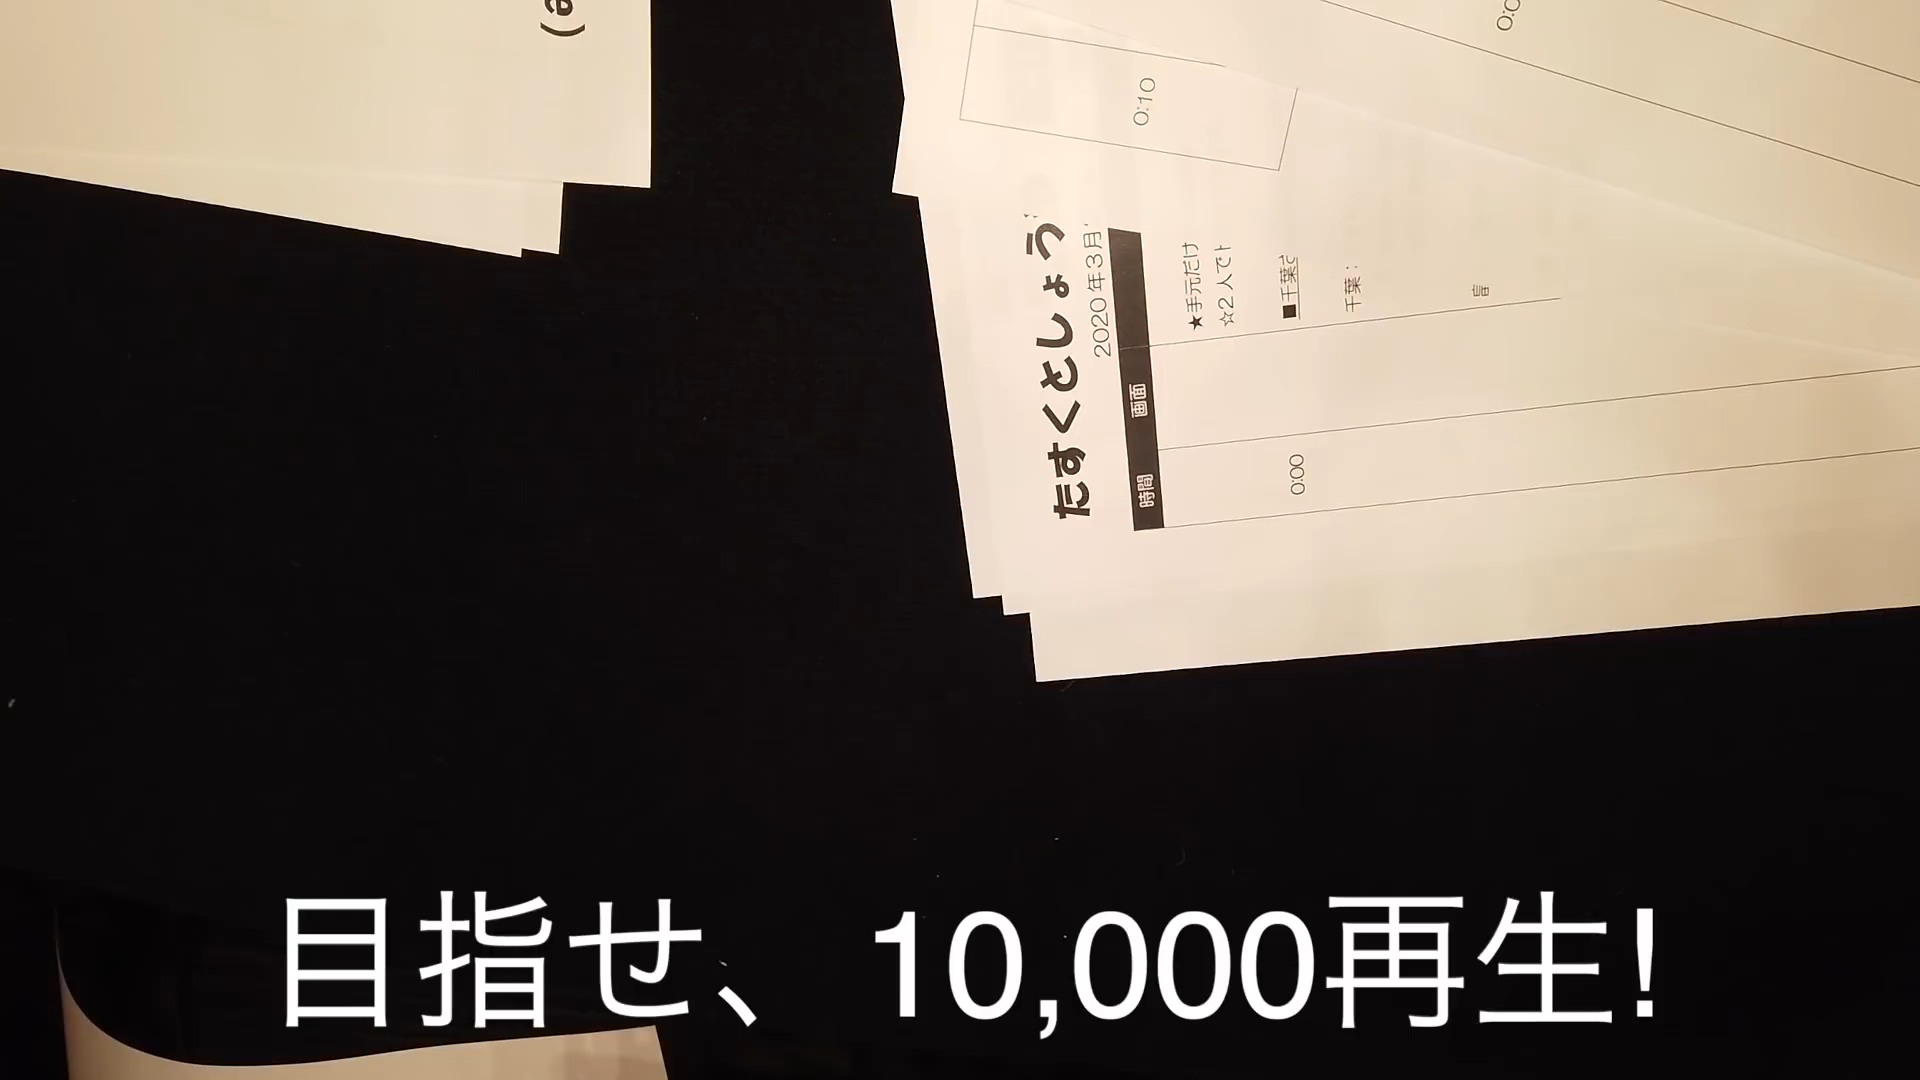 たすくとしょう
2020年3月
時間 画面
0:00
★手元だけ
☆2人で
■千葉
千葉：
0:10
目指せ、10,000再生!